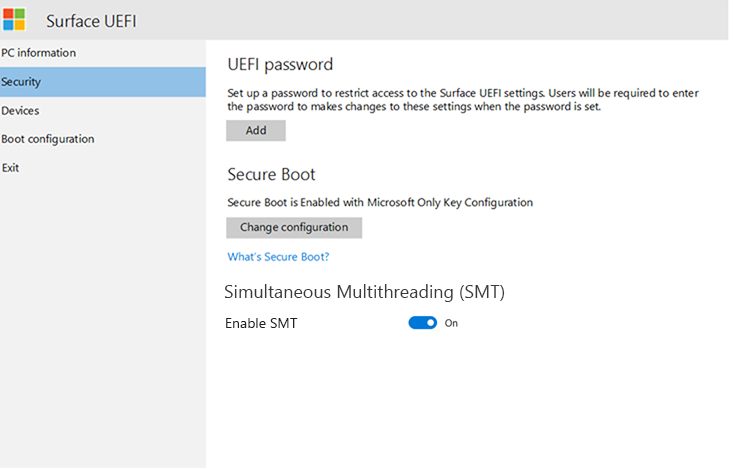 Surface UEFI
PC information
Security
Devices
Boot configuration
Exit
UEFI password
Set up a password to restrict access to the Surface UEFI settings. Users will be required to enter
the password to makes changes to these settings when the password is set.
Add
Secure Boot
Secure Boot is Enabled with Microsoft Only Key Configuration
Change configuration
What's Secure Boot?
Simultaneous Multithreading (SMT)
Enable SMT On